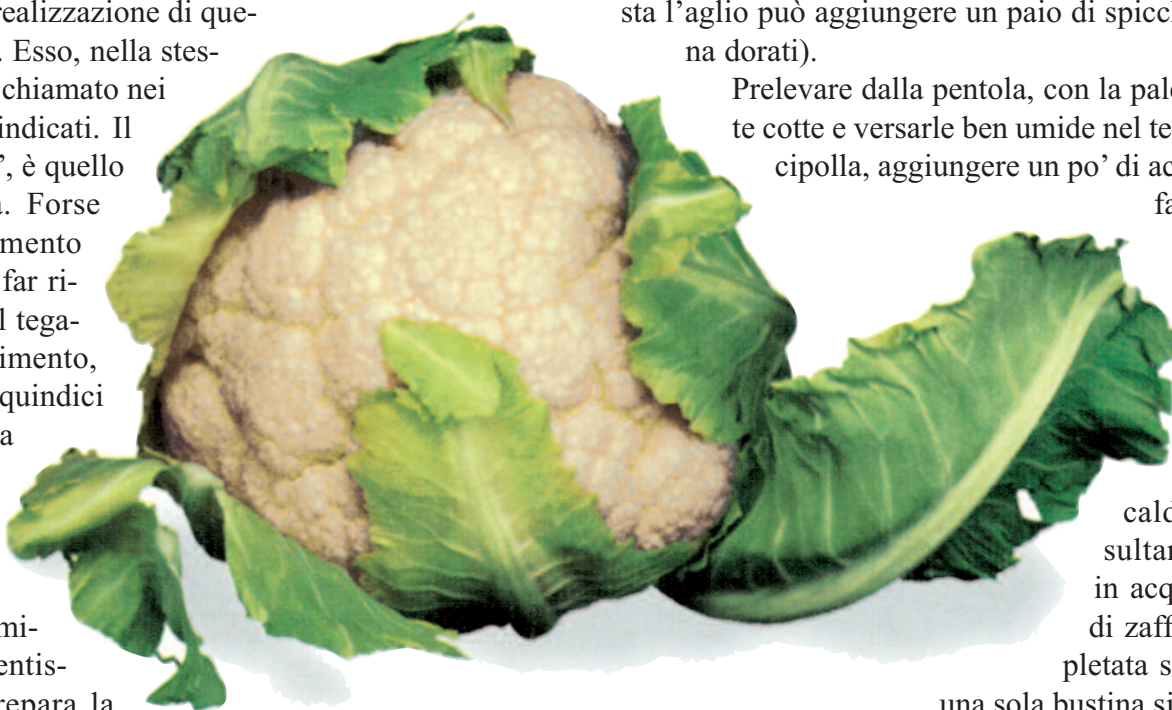 realizzazione di que-
. Esso, nella stes-
chiamato nei
indicati. Il
, è quello
Forse
mento
far ri-
l tega-
imento,
quindici
a
mi-
entis-
repara la
sta l’aglio può aggiungere un paio di spicc
na dorati).
Prelevare dalla pentola, con la pal
te cotte e versarle ben umide nel te
cipolla, aggiungere un po’ di ac
fa
cald
sultan
in acq
di zaff
pletata s
una sola bustina si